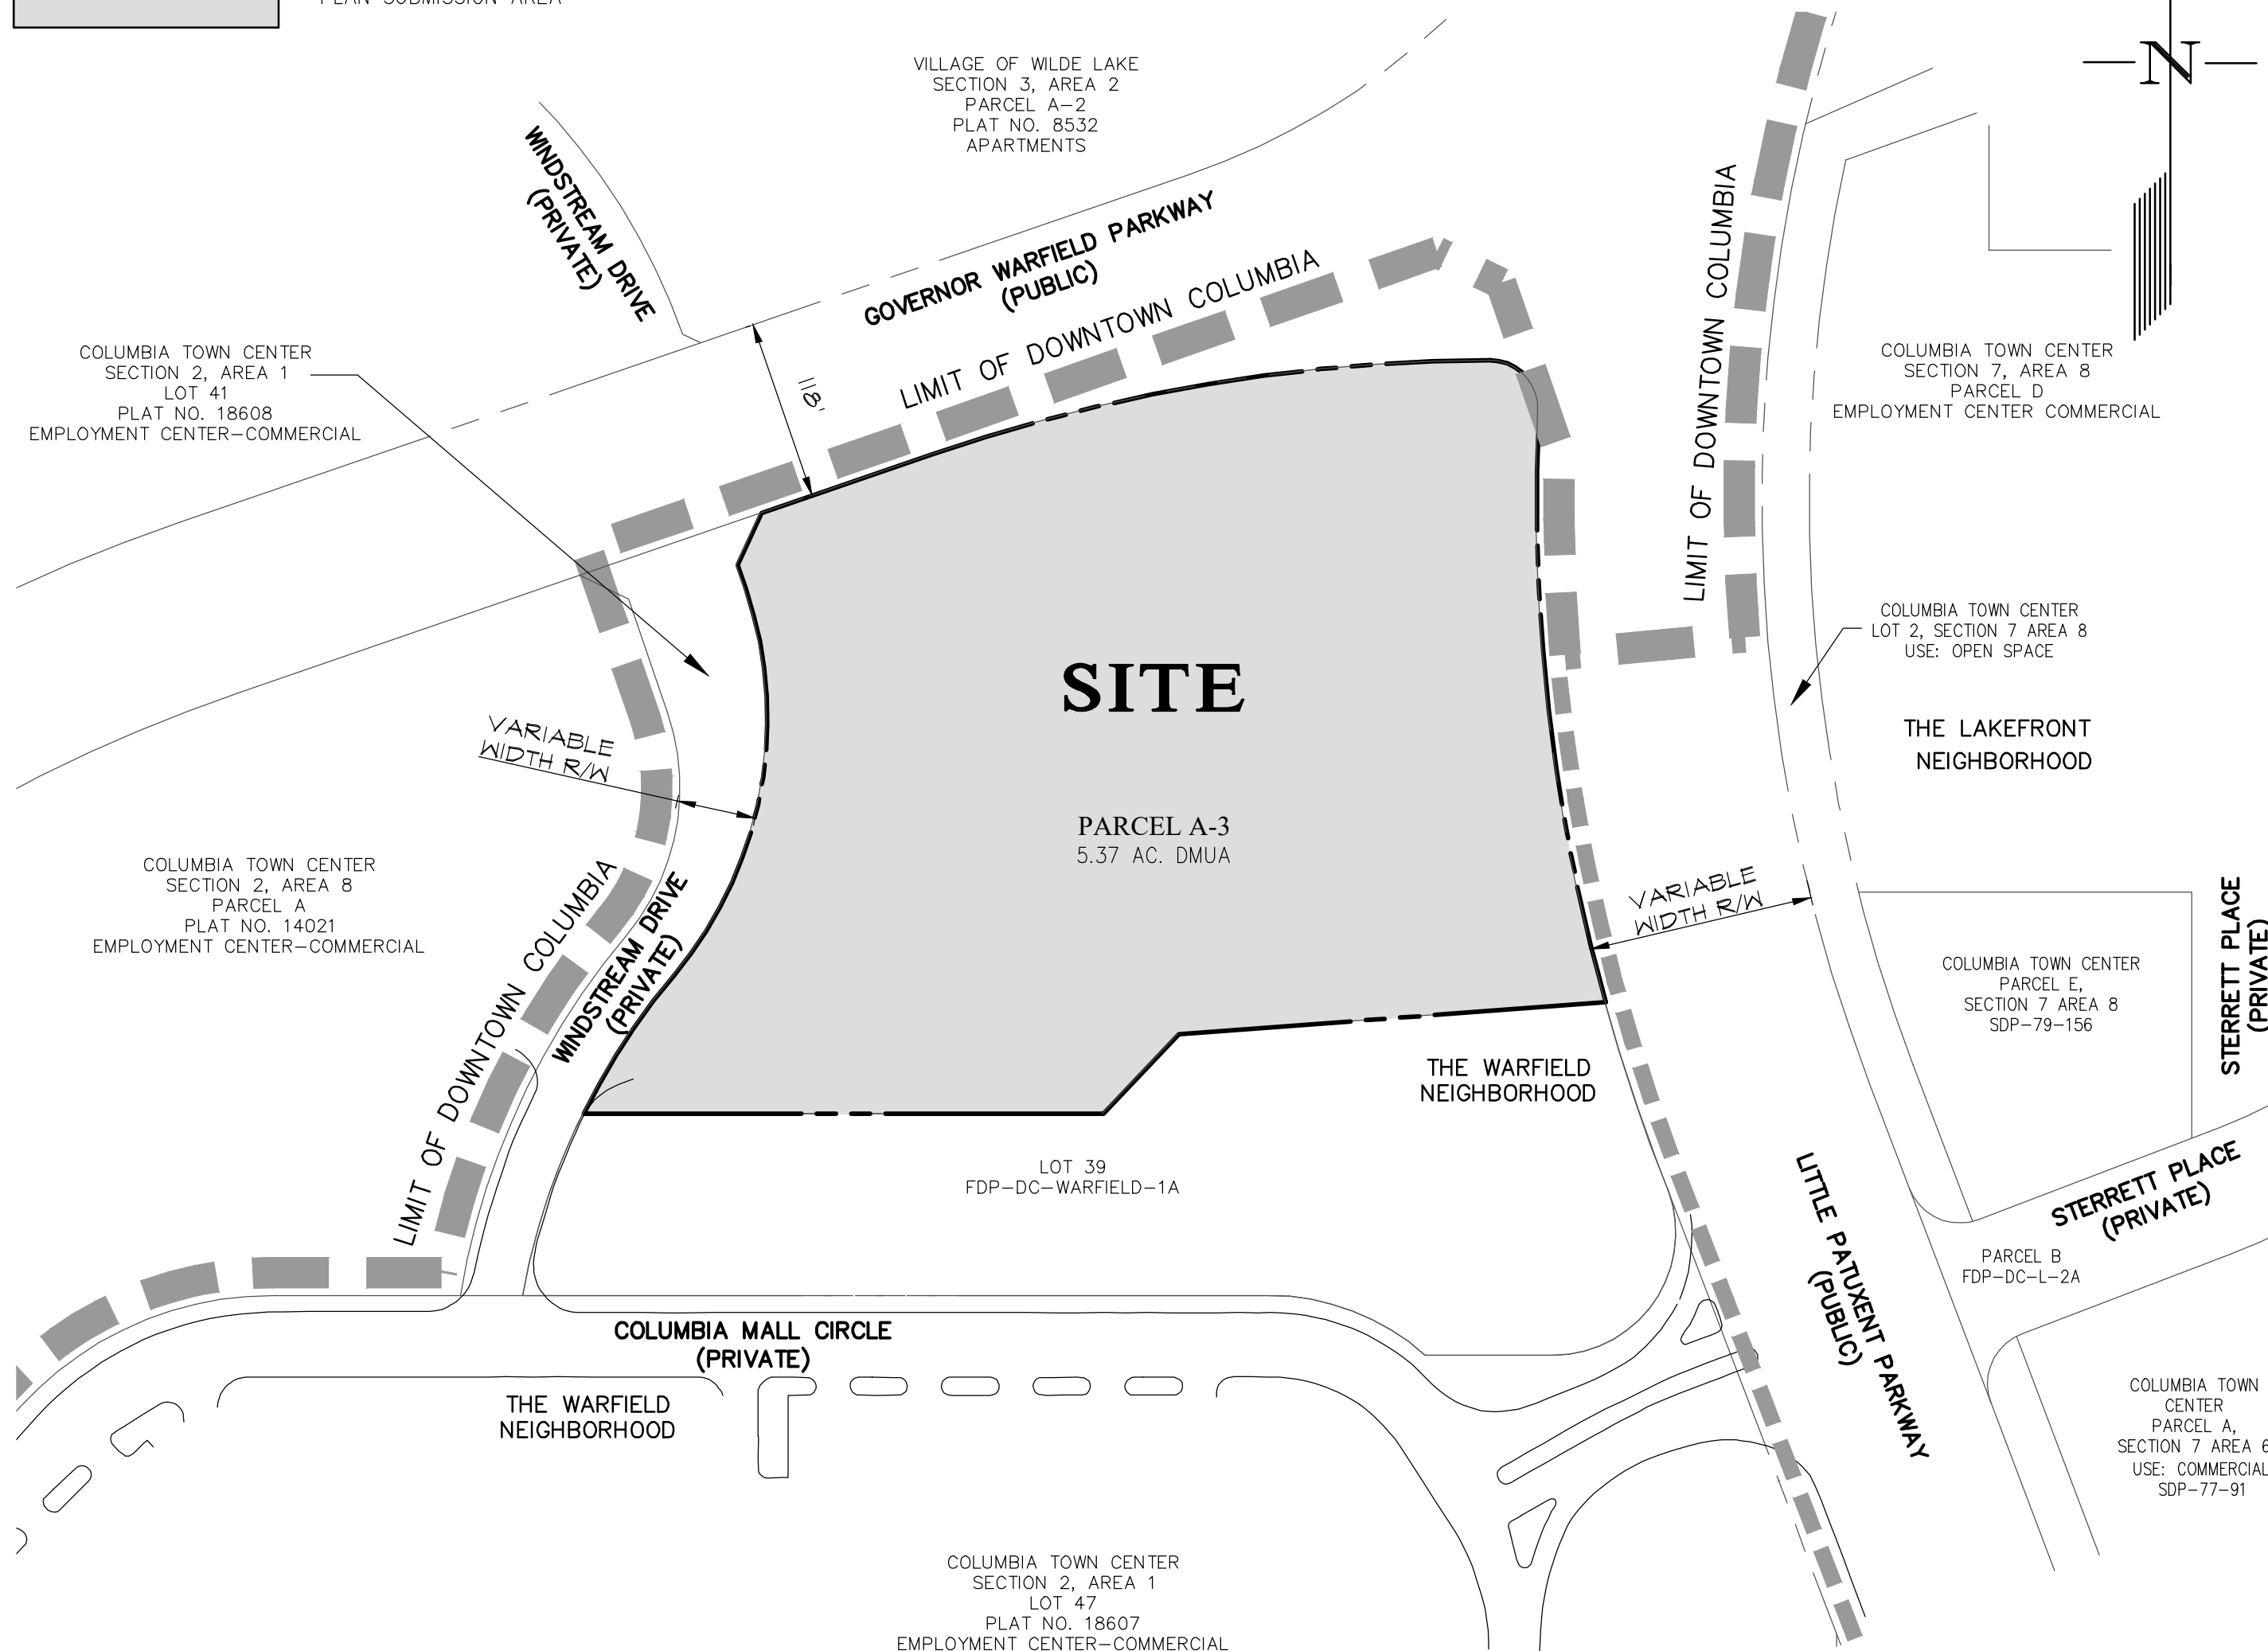 PLAN SUBMISSION AREA
N
VILLAGE OF WILDE LAKE
SECTION 3, AREA 2
PARCEL A-2
PLAT NO. 8532
APARTMENTS
WINDSTREAM DRIVE
(PRIVATE)
GOVERNOR WARFIELD PARKWAY
(PUBLIC)
LIMIT OF DOWNTOWN COLUMBIA
118'
LIMIT OF DOWNTOWN COLUMBIA
COLUMBIA TOWN CENTER
SECTION 2, AREA 1
LOT 41
PLAT NO. 18608
EMPLOYMENT CENTER-COMMERCIAL
COLUMBIA TOWN CENTER
SECTION 7, AREA 8
PARCEL D
EMPLOYMENT CENTER COMMERCIAL
COLUMBIA TOWN CENTER
LOT 2, SECTION 7 AREA 8
USE: OPEN SPACE
SITE
PARCEL A-3
5.37 AC. DMUA
VARIABLE
WIDTH R/W
THE LAKEFRONT
NEIGHBORHOOD
COLUMBIA TOWN CENTER
SECTION 2, AREA 8
PARCEL A
PLAT NO. 14021
EMPLOYMENT CENTER-COMMERCIAL
LIMIT OF DOWNTOWN COLUMBIA
WINDSTREAM DRIVE
(PRIVATE)
VARIABLE
WIDTH R/W
STERRETT PLACE
(PRIVATE)
COLUMBIA TOWN CENTER
PARCEL E,
SECTION 7 AREA 8
SDP-79-156
THE WARFIELD
NEIGHBORHOOD
LOT 39
FDP-DC-WARFIELD-1A
LITTLE PATUXENT PARKWAY
(PUBLIC)
STERRETT PLACE
(PRIVATE)
PARCEL B
FDP-DC-L-2A
COLUMBIA MALL CIRCLE
(PRIVATE)
THE WARFIELD
NEIGHBORHOOD
COLUMBIA TOWN
CENTER
PARCEL A,
SECTION 7 AREA 6
USE: COMMERCIAL
SDP-77-91
COLUMBIA TOWN CENTER
SECTION 2, AREA 1
LOT 47
PLAT NO. 18607
EMPLOYMENT CENTER-COMMERCIAL